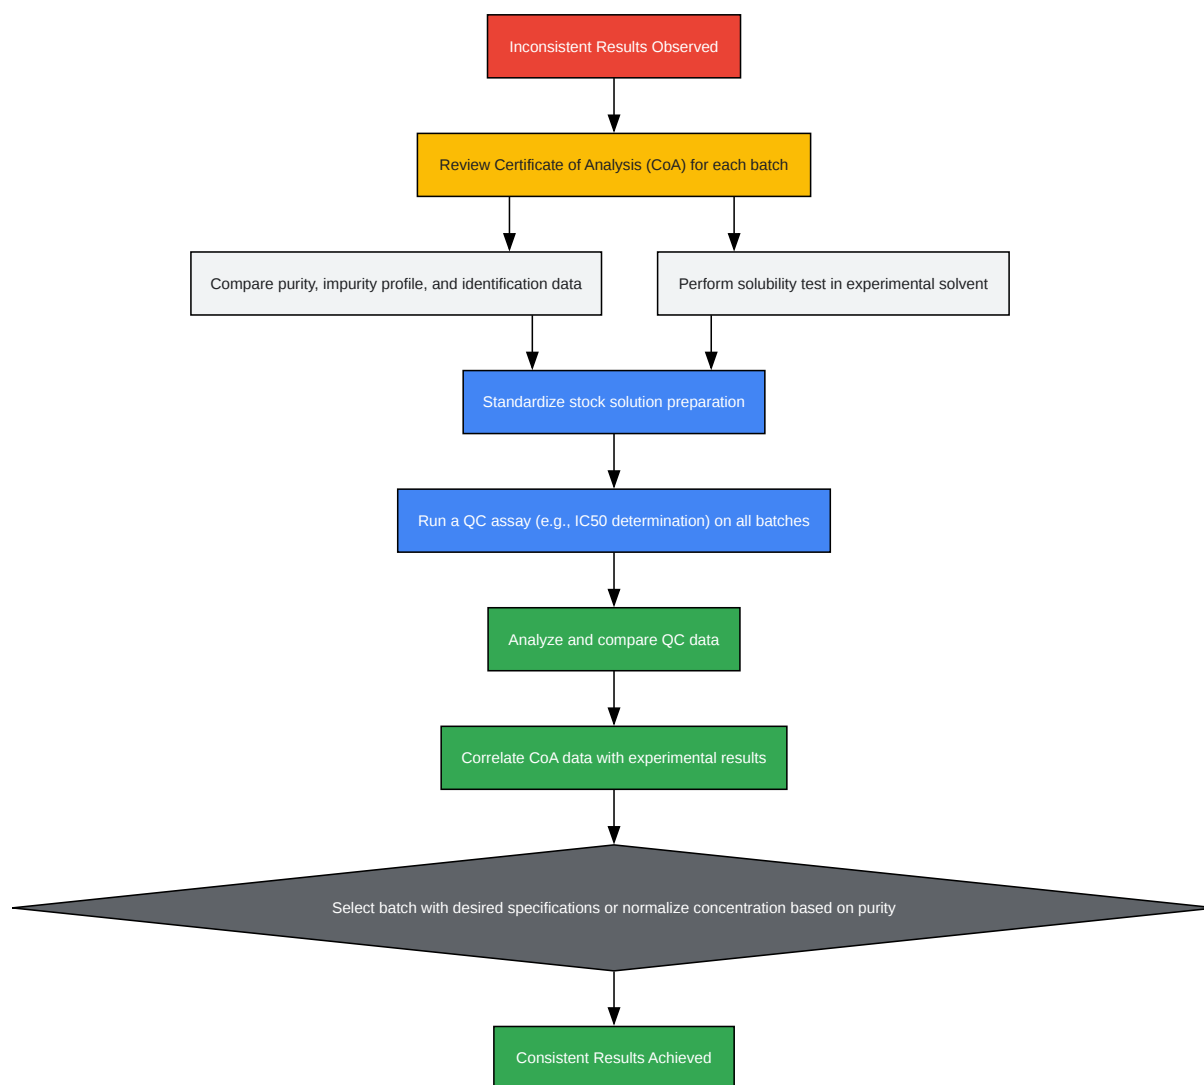 Inconsistent Results Observed
Review Certificate of Analysis (CoA) for each batch
Compare purity, impurity profile, and identification data
Perform solubility test in experimental solvent
Standardize stock solution preparation
Run a QC assay (e.g., IC50 determination) on all batches
Analyze and compare QC data
Correlate CoA data with experimental results
Select batch with desired specifications or normalize concentration based on purity
Consistent Results Achieved